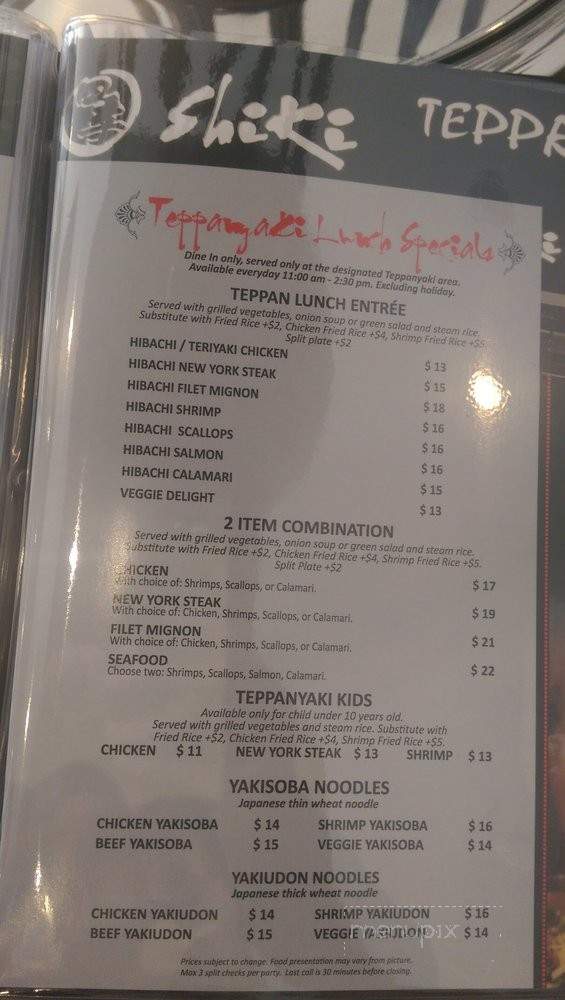 Shiki TEPPA
Teppanyaki Lunch Specials
Dine In only, served only at the designated Teppanyaki area.
Available everyday 11:00 am - 2:30 pm. Excluding holiday.
TEPPAN LUNCH ENTRÉE
Served with grilled vegetables, onion soup or green salad and steam rice.
Substitute with Fried Rice +$2, Chicken Fried Rice +$4, Shrimp Fried Rice +$5.
Split plate +$2
HIBACHI / TERIYAKI CHICKEN $ 13
HIBACHI NEW YORK STEAK $ 15
HIBACHI FILET MIGNON $ 18
HIBACHI SHRIMP $ 16
HIBACHI SCALLOPS $ 16
HIBACHI SALMON $ 16
HIBACHI CALAMARI $ 15
VEGGIE DELIGHT $ 13
2 ITEM COMBINATION
Served with grilled vegetables, onion soup or green salad and steam rice.
Substitute with Fried Rice +$2, Chicken Fried Rice +$4, Shrimp Fried Rice +$5.
Split Plate +$2
CHICKEN $ 17
With choice of: Shrimps, Scallops, or Calamari.
NEW YORK STEAK $ 19
With choice of: Chicken, Shrimps, Scallops, or Calamari.
FILET MIGNON $ 21
With choice of: Chicken, Shrimps, Scallops, or Calamari.
SEAFOOD $ 22
Choose two: Shrimps, Scallops, Salmon, Calamari.
TEPPANYAKI KIDS
Available only for child under 10 years old.
Served with grilled vegetables and steam rice. Substitute with
Fried Rice +$2, Chicken Fried Rice +$4, Shrimp Fried Rice +$5.
CHICKEN $ 11 NEW YORK STEAK $ 13 SHRIMP $ 13
YAKISOBA NOODLES
Japanese thin wheat noodle
CHICKEN YAKISOBA $ 14 SHRIMP YAKISOBA $ 16
BEEF YAKISOBA $ 15 VEGGIE YAKISOBA $ 14
YAKIUDON NOODLES
Japanese thick wheat noodle
CHICKEN YAKIUDON $ 14 SHRIMP YAKIUDON $ 16
BEEF YAKIUDON $ 15 VEGGIE YAKIUDON $ 14
menupix
Prices subject to change. Food presentation may vary from picture.
Max 3 split checks per party. Last call is 30 minutes before closing.